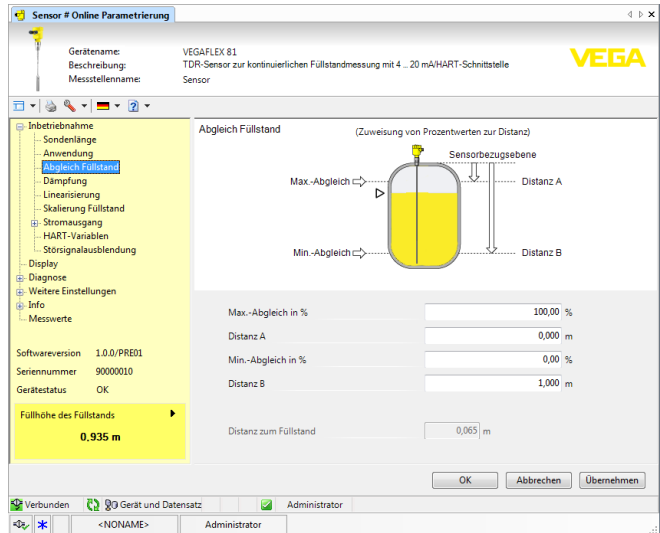 Sensor # Online Parametrierung
Gerätename: VEGAFLEX 81
Beschreibung: TDR-Sensor zur kontinuierlichen Füllstandmessung mit 4 .. 20 mA/HART-Schnittstelle
Messstellenname: Sensor
VEGA
Inbetriebnahme
Sondenlänge
Anwendung
Abgleich Füllstand
Dämpfung
Linearisierung
Skalierung Füllstand
Stromausgang
HART-Variablen
Störsignalausblendung
Display
Diagnose
Weitere Einstellungen
Info
Messwerte
Softwareversion 1.0.0/PRE01
Seriennummer 90000010
Gerätestatus OK
Füllhöhe des Füllstands
0,935 m
Abgleich Füllstand
(Zuweisung von Prozentwerten zur Distanz)
Sensorbezugsebene
Max.-Abgleich
Distanz A
Min.-Abgleich
Distanz B
Max.-Abgleich in % 100,00 %
Distanz A 0,000 m
Min.-Abgleich in % 0,00 %
Distanz B 1,000 m
Distanz zum Füllstand 0,065 m
OK Abbrechen Übernehmen
Verbunden Gerät und Datensatz Administrator
<NONAME> Administrator